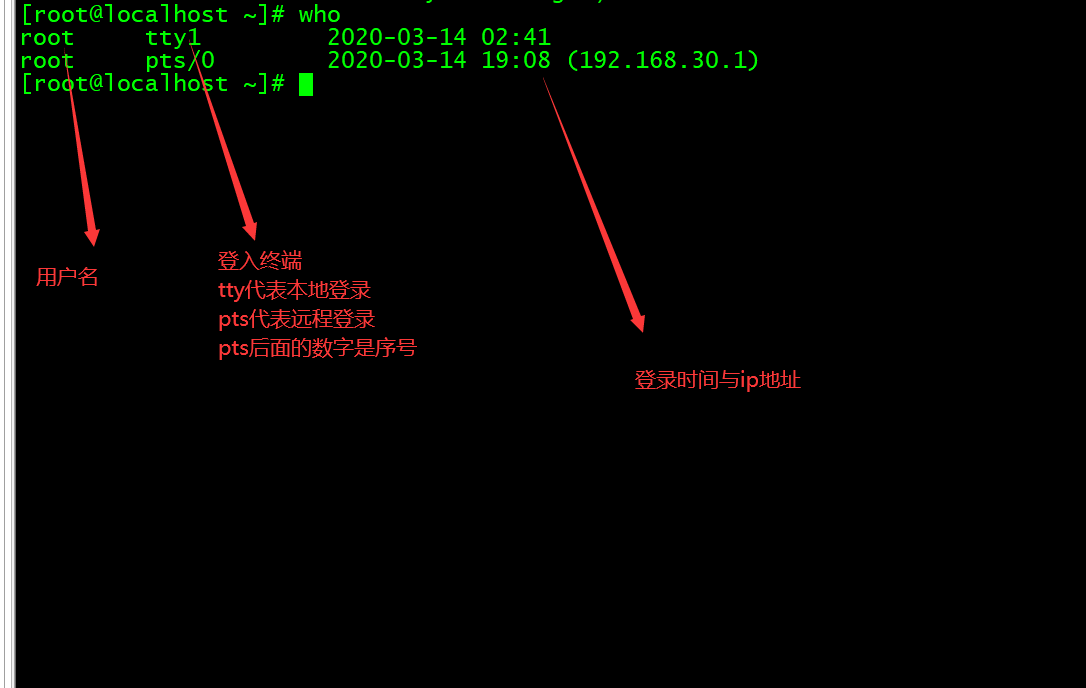 [root@localhost ~]# who
root     tty1         2020-03-14 02:41
root     pts/0        2020-03-14 19:08 (192.168.30.1)
[root@localhost ~]#
用户名
登入终端
tty代表本地登录
pts代表远程登录
pts后面的数字是序号
登录时间与ip地址